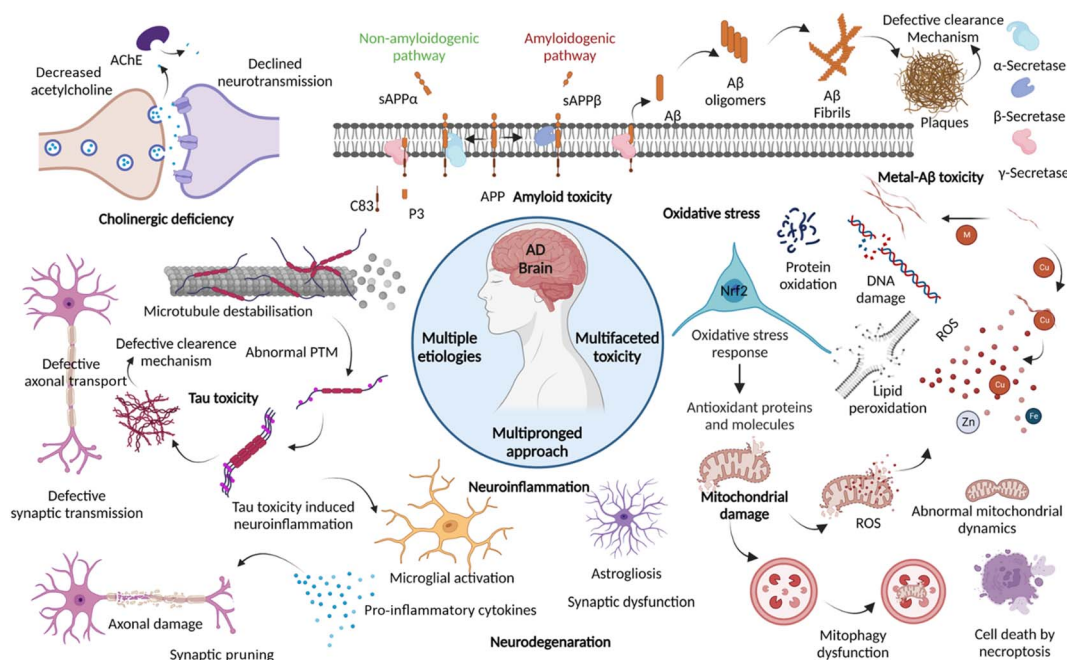 AChE
Decreased
acetylcholine
Declined
neurotransmission
Cholinergic deficiency
Non-amyloidogenic
pathway
Amyloidogenic
pathway
sAPPα
sAPPβ
Aβ
Aβ
oligomers
Aβ
Fibrils
Defective clearance
Mechanism
Plaques
α-Secretase
β-Secretase
γ-Secretase
C83
P3
APP
Amyloid toxicity
Metal-Aβ toxicity
M
Cu
Cu
Cu
Zn
Fe
ROS
Oxidative stress
Nrf2
Protein
oxidation
DNA
damage
Lipid
peroxidation
Oxidative stress
response
Antioxidant proteins
and molecules
AD
Brain
Multiple
etiologies
Multifaceted
toxicity
Multipronged
approach
Microtubule destabilisation
Abnormal PTM
Defective clearence
mechanism
Defective
axonal transport
Tau toxicity
Defective
synaptic transmission
Tau toxicity induced
neuroinflammation
Neuroinflammation
Microglial activation
Astrogliosis
Synaptic dysfunction
Pro-inflammatory cytokines
Axonal damage
Synaptic pruning
Neurodegenaration
Mitochondrial
damage
ROS
Abnormal mitochondrial
dynamics
Mitophagy
dysfunction
Cell death by
necroptosis